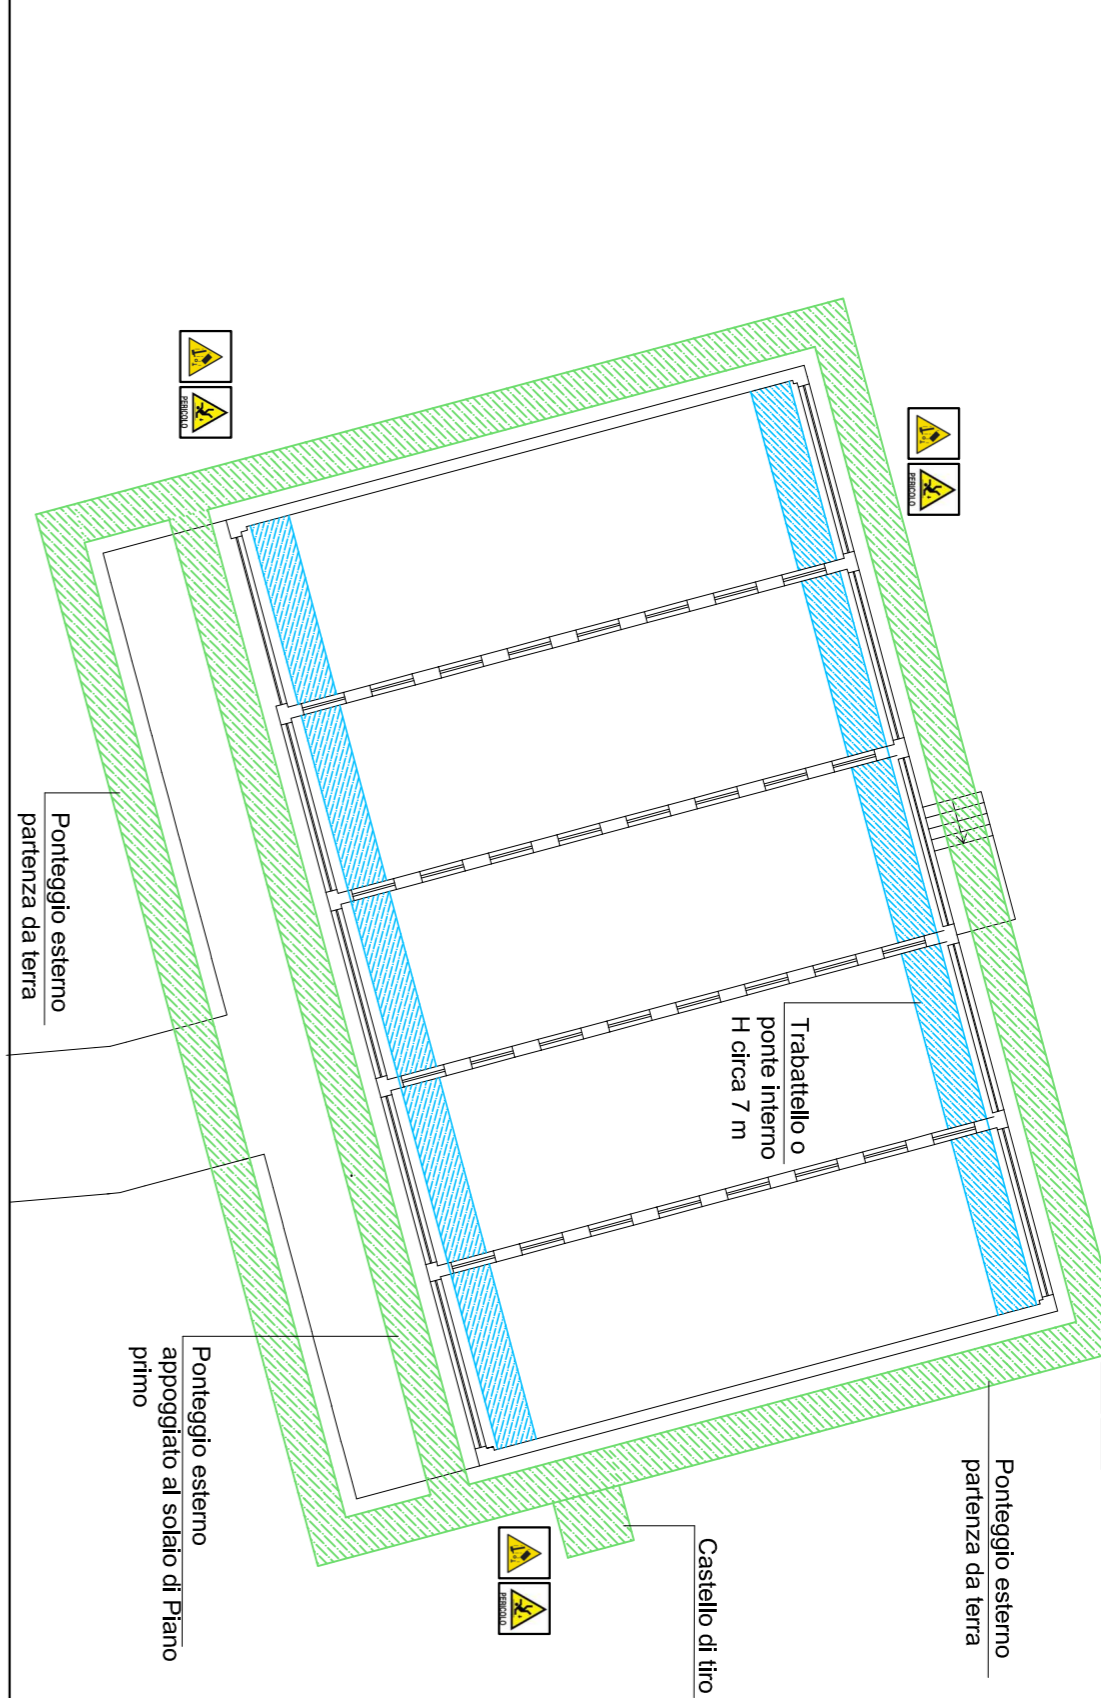 Ponteggio esterno
partenza da terra
Castello di tiro
Trabattello o
ponte interno
H circa 7 m
Ponteggio esterno
appoggiato al solaio di Piano
primo
Ponteggio esterno
partenza da terra
PERICOLO
PERICOLO
PERICOLO